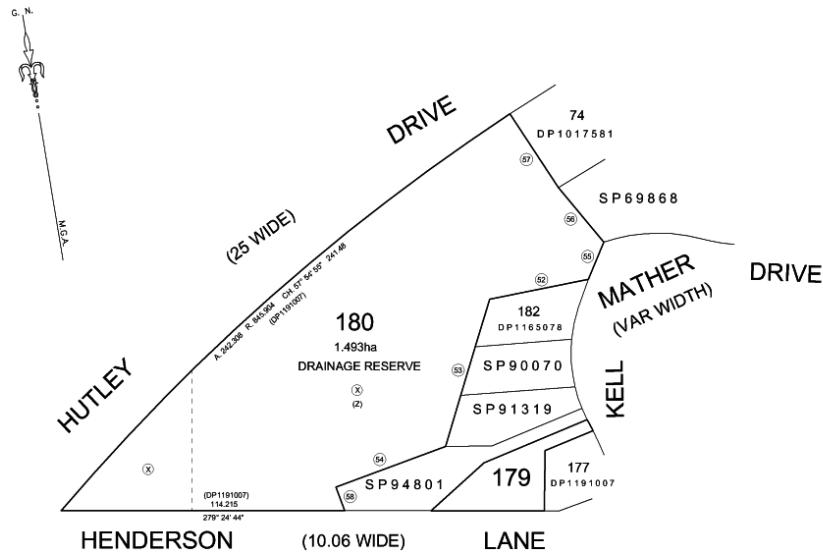 G. N.
M.G.A.
DRIVE
74
DP1017581
57
SP69868
56
(25 WIDE)
55
52
MATHER
DRIVE
(VAR WIDTH)
A. 242.308 R. 845.904 CH. 57° 54' 55" 241.48
(DP1191007)
180
1.493ha
DRAINAGE RESERVE
X
(Z)
182
DP1165078
53
SP90070
SP91319
KELL
HUTLEY
54
X
SP94801
58
179
177
DP1191007
(DP1191007)
114.215
279° 24' 44"
HENDERSON
(10.06 WIDE)
LANE